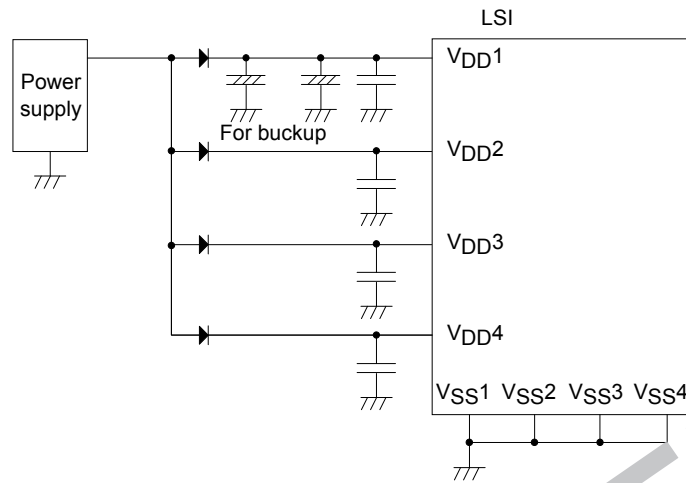 LSI
Power
supply
VDD1
For buckup
VDD2
VDD3
VDD4
VSS1 VSS2 VSS3 VSS4